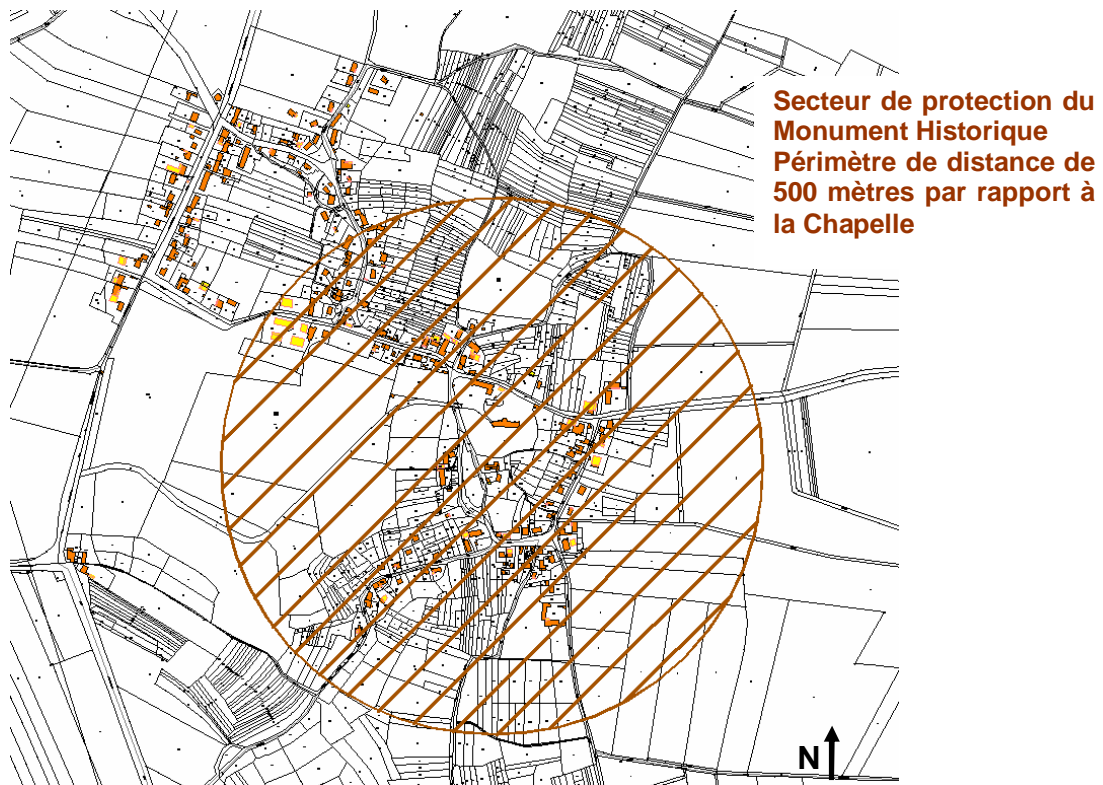 Secteur de protection du
Monument Historique
Périmètre de distance de
500 mètres par rapport à
la Chapelle
N